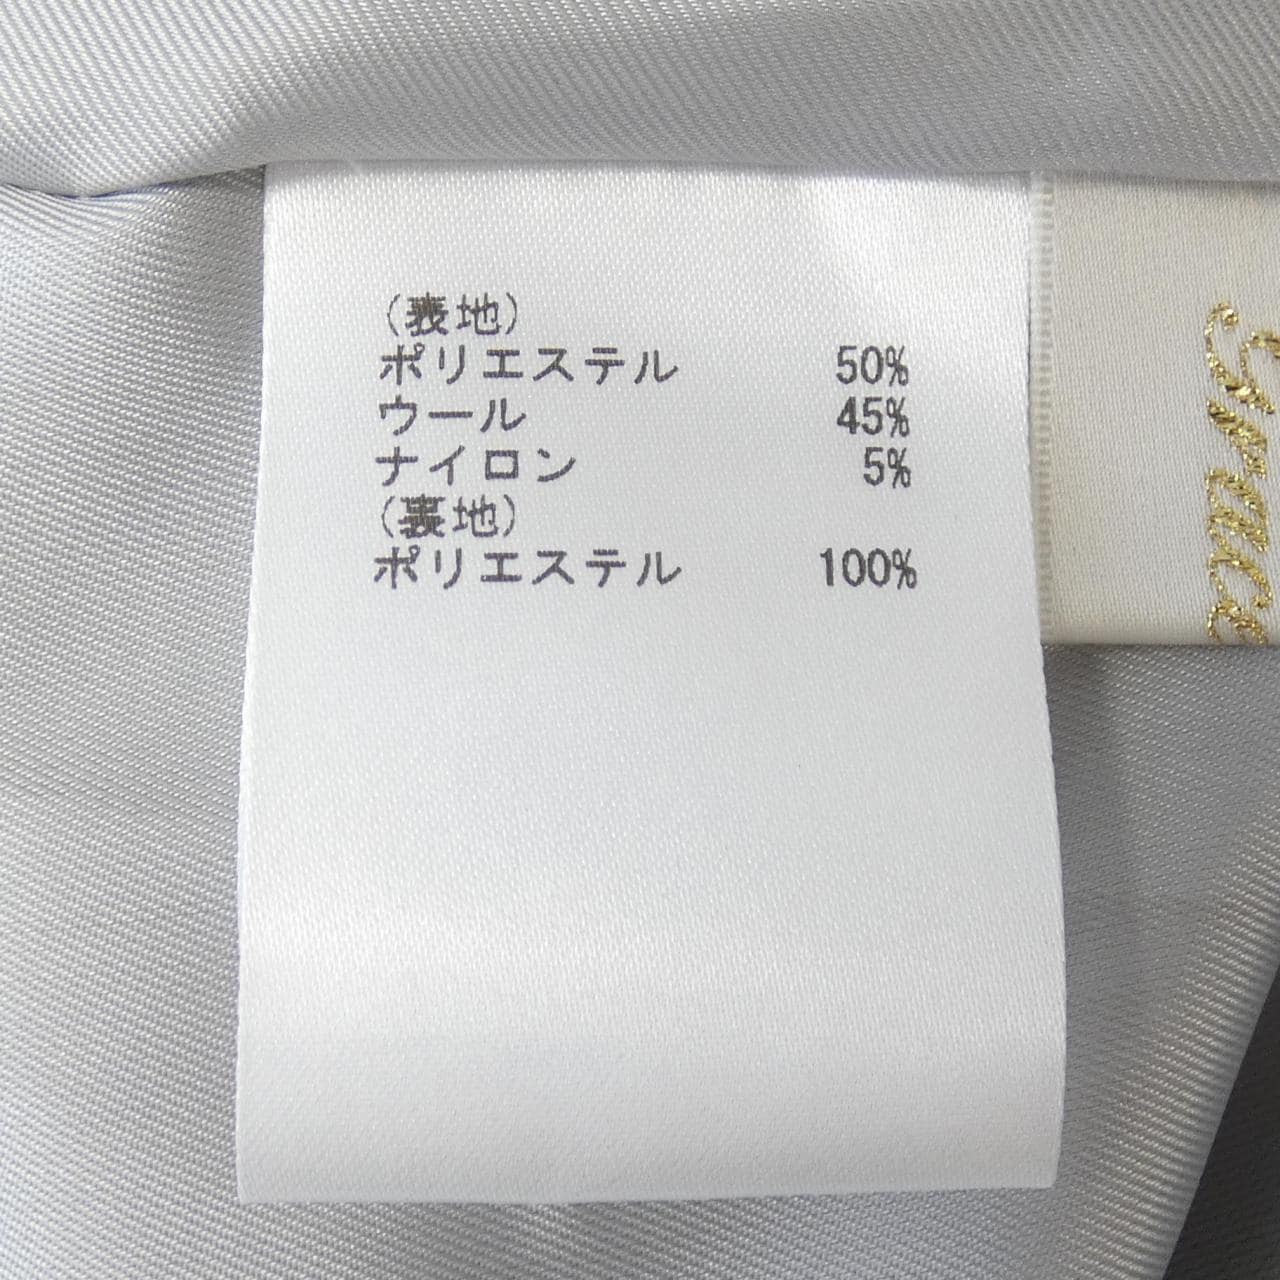 (表地)
ポリエステル 50%
ウール 45%
ナイロン 5%
(裏地)
ポリエステル 100%